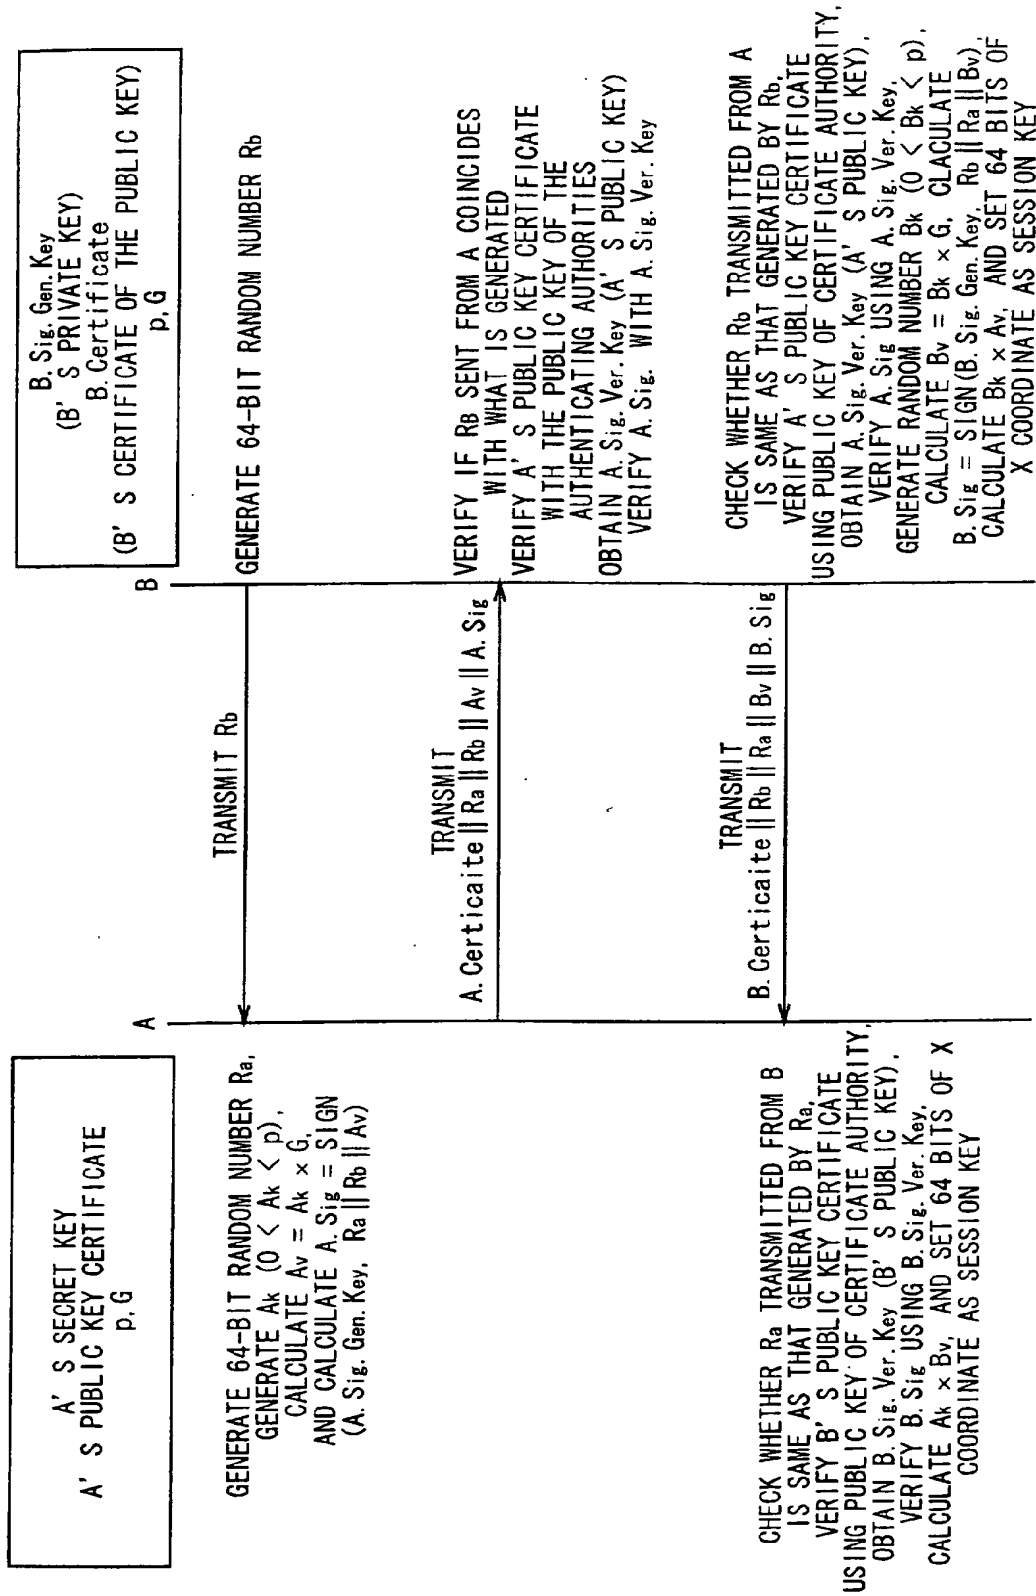 A' S SECRET KEY
A' S PUBLIC KEY CERTIFICATE
p, G
B. Sig. Gen. Key
(B' S PRIVATE KEY)
B. Certificate
(B' S CERTIFICATE OF THE PUBLIC KEY)
p, G
A
B
GENERATE 64-BIT RANDOM NUMBER Rb
TRANSMIT Rb
GENERATE 64-BIT RANDOM NUMBER Ra,
GENERATE Ak (0 < Ak < p),
CALCULATE Av = Ak × G,
AND CALCULATE A. Sig = SIGN
(A. Sig. Gen. Key, Ra || Rb || Av)
TRANSMIT
A. Certicaite || Ra || Rb || Av || A. Sig
VERIFY IF RB SENT FROM A COINCIDES
WITH WHAT IS GENERATED
VERIFY A' S PUBLIC KEY CERTIFICATE
WITH THE PUBLIC KEY OF THE
AUTHENTICATING AUTHORITIES
OBTAIN A. Sig. Ver. Key (A' S PUBLIC KEY)
VERIFY A. Sig. WITH A. Sig. Ver. Key
TRANSMIT
B. Certicaite || Rb || Ra || Bv || B. Sig
CHECK WHETHER Rb TRANSMITTED FROM A
IS SAME AS THAT GENERATED BY Rb,
VERIFY A' S PUBLIC KEY CERTIFICATE
USING PUBLIC KEY OF CERTIFICATE AUTHORITY,
OBTAIN A. Sig. Ver. Key (A' S PUBLIC KEY),
VERIFY A. Sig USING A. Sig. Ver. Key,
GENERATE RANDOM NUMBER Bk (0 < Bk < p),
CALCULATE Bv = Bk × G, CLACULATE
B. Sig = SIGN (B. Sig. Gen. Key, Rb || Ra || Bv),
CALCULATE Bk × Av, AND SET 64 BITS OF
X COORDINATE AS SESSION KEY
CHECK WHETHER Ra TRANSMITTED FROM B
IS SAME AS THAT GENERATED BY Ra,
VERIFY B' S PUBLIC KEY CERTIFICATE
USING PUBLIC KEY OF CERTIFICATE AUTHORITY,
OBTAIN B. Sig. Ver. Key (B' S PUBLIC KEY),
VERIFY B. Sig USING B. Sig. Ver. Key,
CALCULATE Ak × Bv, AND SET 64 BITS OF X
COORDINATE AS SESSION KEY